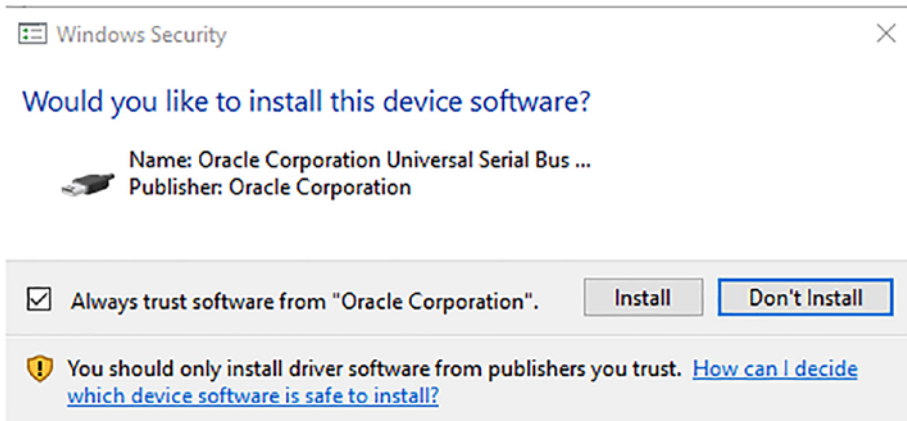 Windows Security
Would you like to install this device software?
Name: Oracle Corporation Universal Serial Bus ...
Publisher: Oracle Corporation
Always trust software from "Oracle Corporation".
Install
Don't Install
You should only install driver software from publishers you trust. How can I decide
which device software is safe to install?